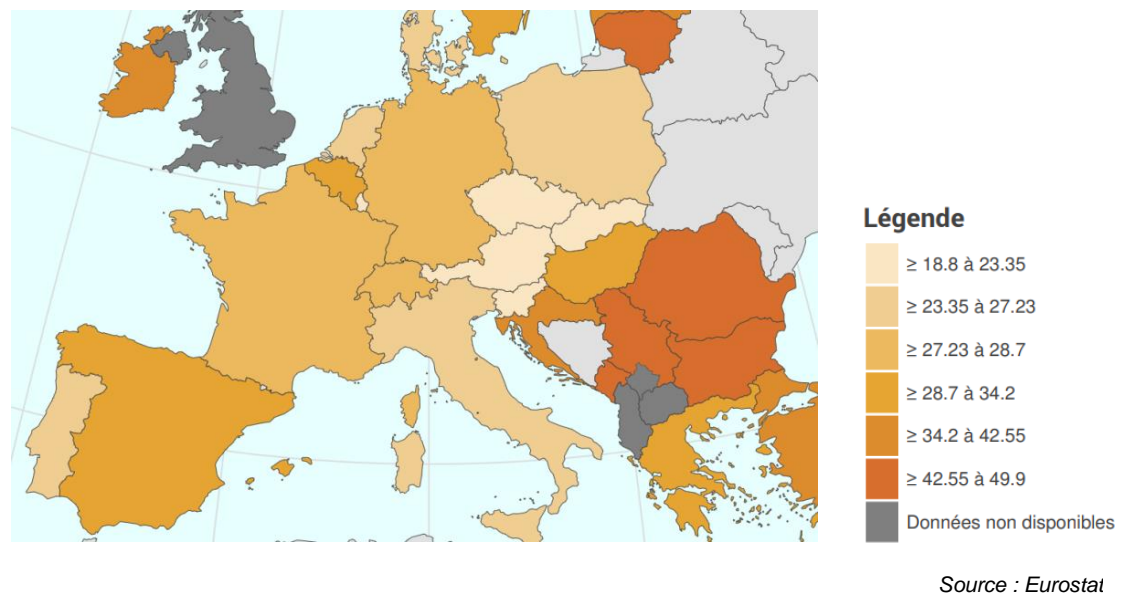 Légende
≥ 18.8 à 23.35
≥ 23.35 à 27.23
≥ 27.23 à 28.7
≥ 28.7 à 34.2
≥ 34.2 à 42.55
≥ 42.55 à 49.9
Données non disponibles
Source : Eurostat